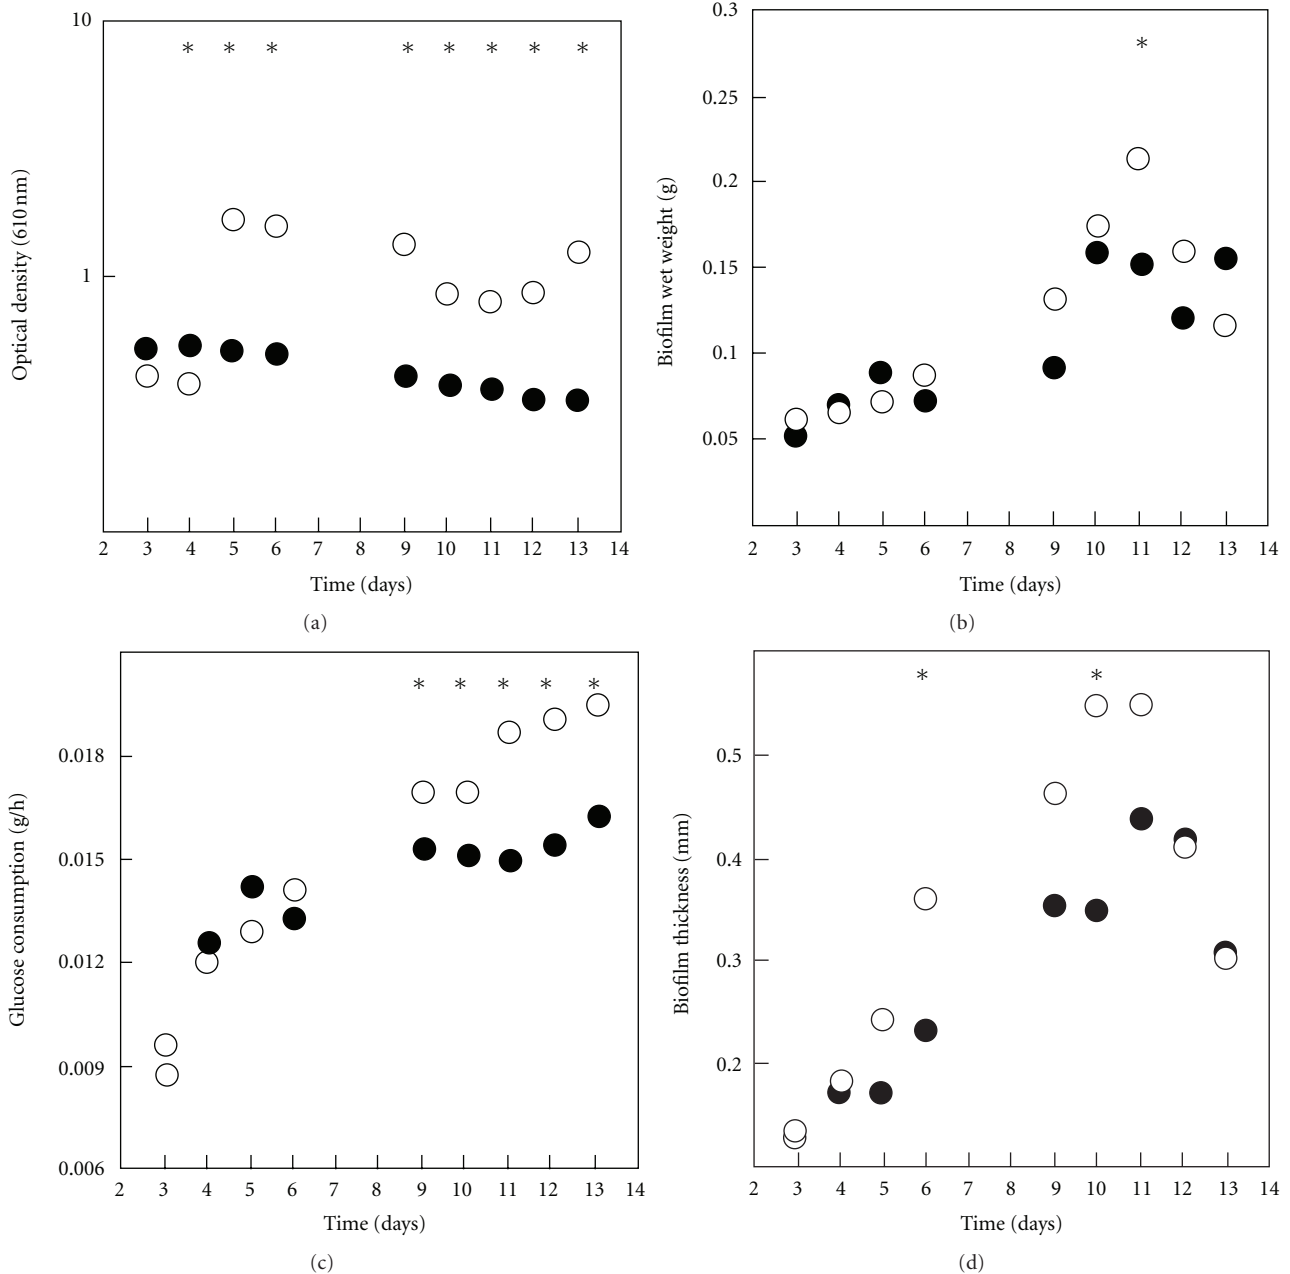 10
1
Optical density (610 nm)
* * * * * * * *
2 3 4 5 6 7 8 9 10 11 12 13 14
Time (days)
(a)
0.3
0.25
0.2
0.15
0.1
0.05
Biofilm wet weight (g)
*
2 3 4 5 6 7 8 9 10 11 12 13 14
Time (days)
(b)
0.018
0.015
0.012
0.009
0.006
Glucose consumption (g/h)
* * * * *
2 3 4 5 6 7 8 9 10 11 12 13 14
Time (days)
(c)
0.5
0.4
0.3
0.2
Biofilm thickness (mm)
* *
2 3 4 5 6 7 8 9 10 11 12 13 14
Time (days)
(d)